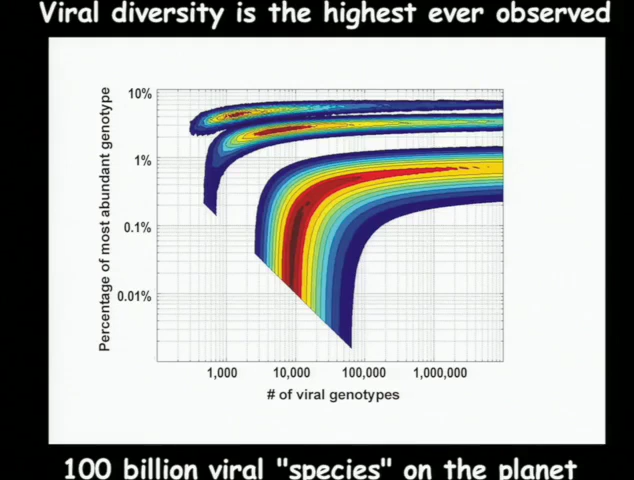 Viral diversity is the highest ever observed
10%
1%
0.1%
0.01%
Percentage of most abundant genotype
1,000
10,000
100,000
1,000,000
# of viral genotypes
100 billion viral "species" on the planet